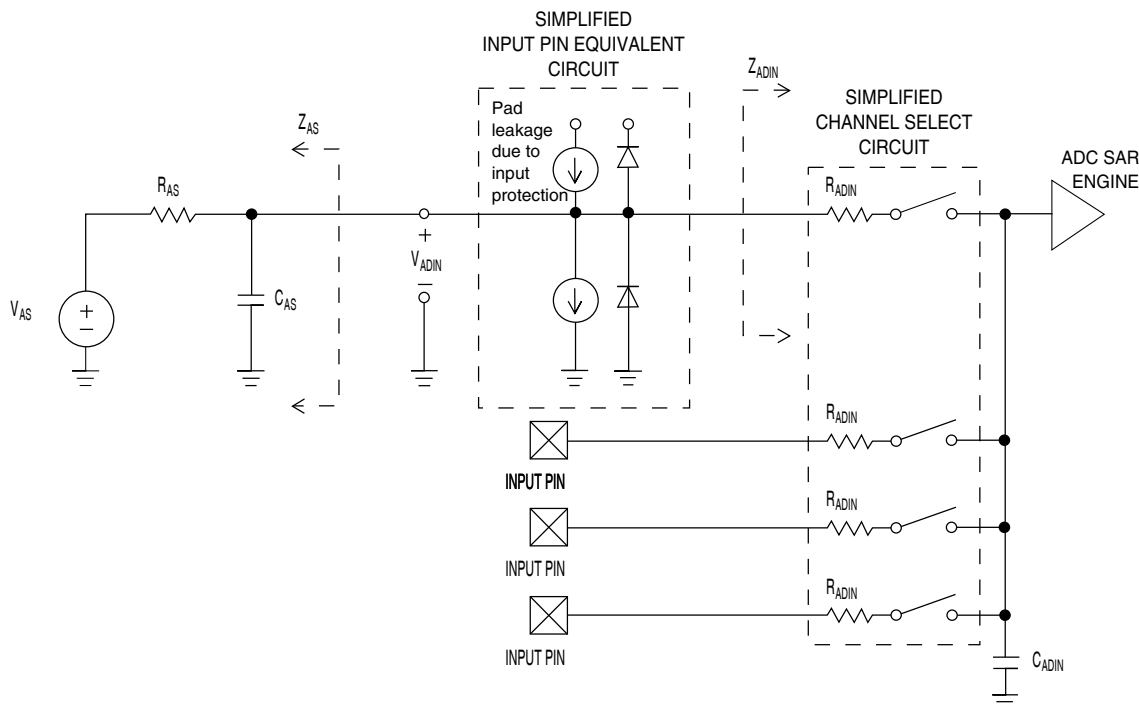 SIMPLIFIED
INPUT PIN EQUIVALENT
CIRCUIT
Pad
leakage
due to
input
protection
Z_ADIN
SIMPLIFIED
CHANNEL SELECT
CIRCUIT
ADC SAR
ENGINE
Z_AS
R_AS
R_ADIN
+
V_ADIN
–
V_AS
+
–
C_AS
R_ADIN
INPUT PIN
R_ADIN
INPUT PIN
R_ADIN
INPUT PIN
C_ADIN